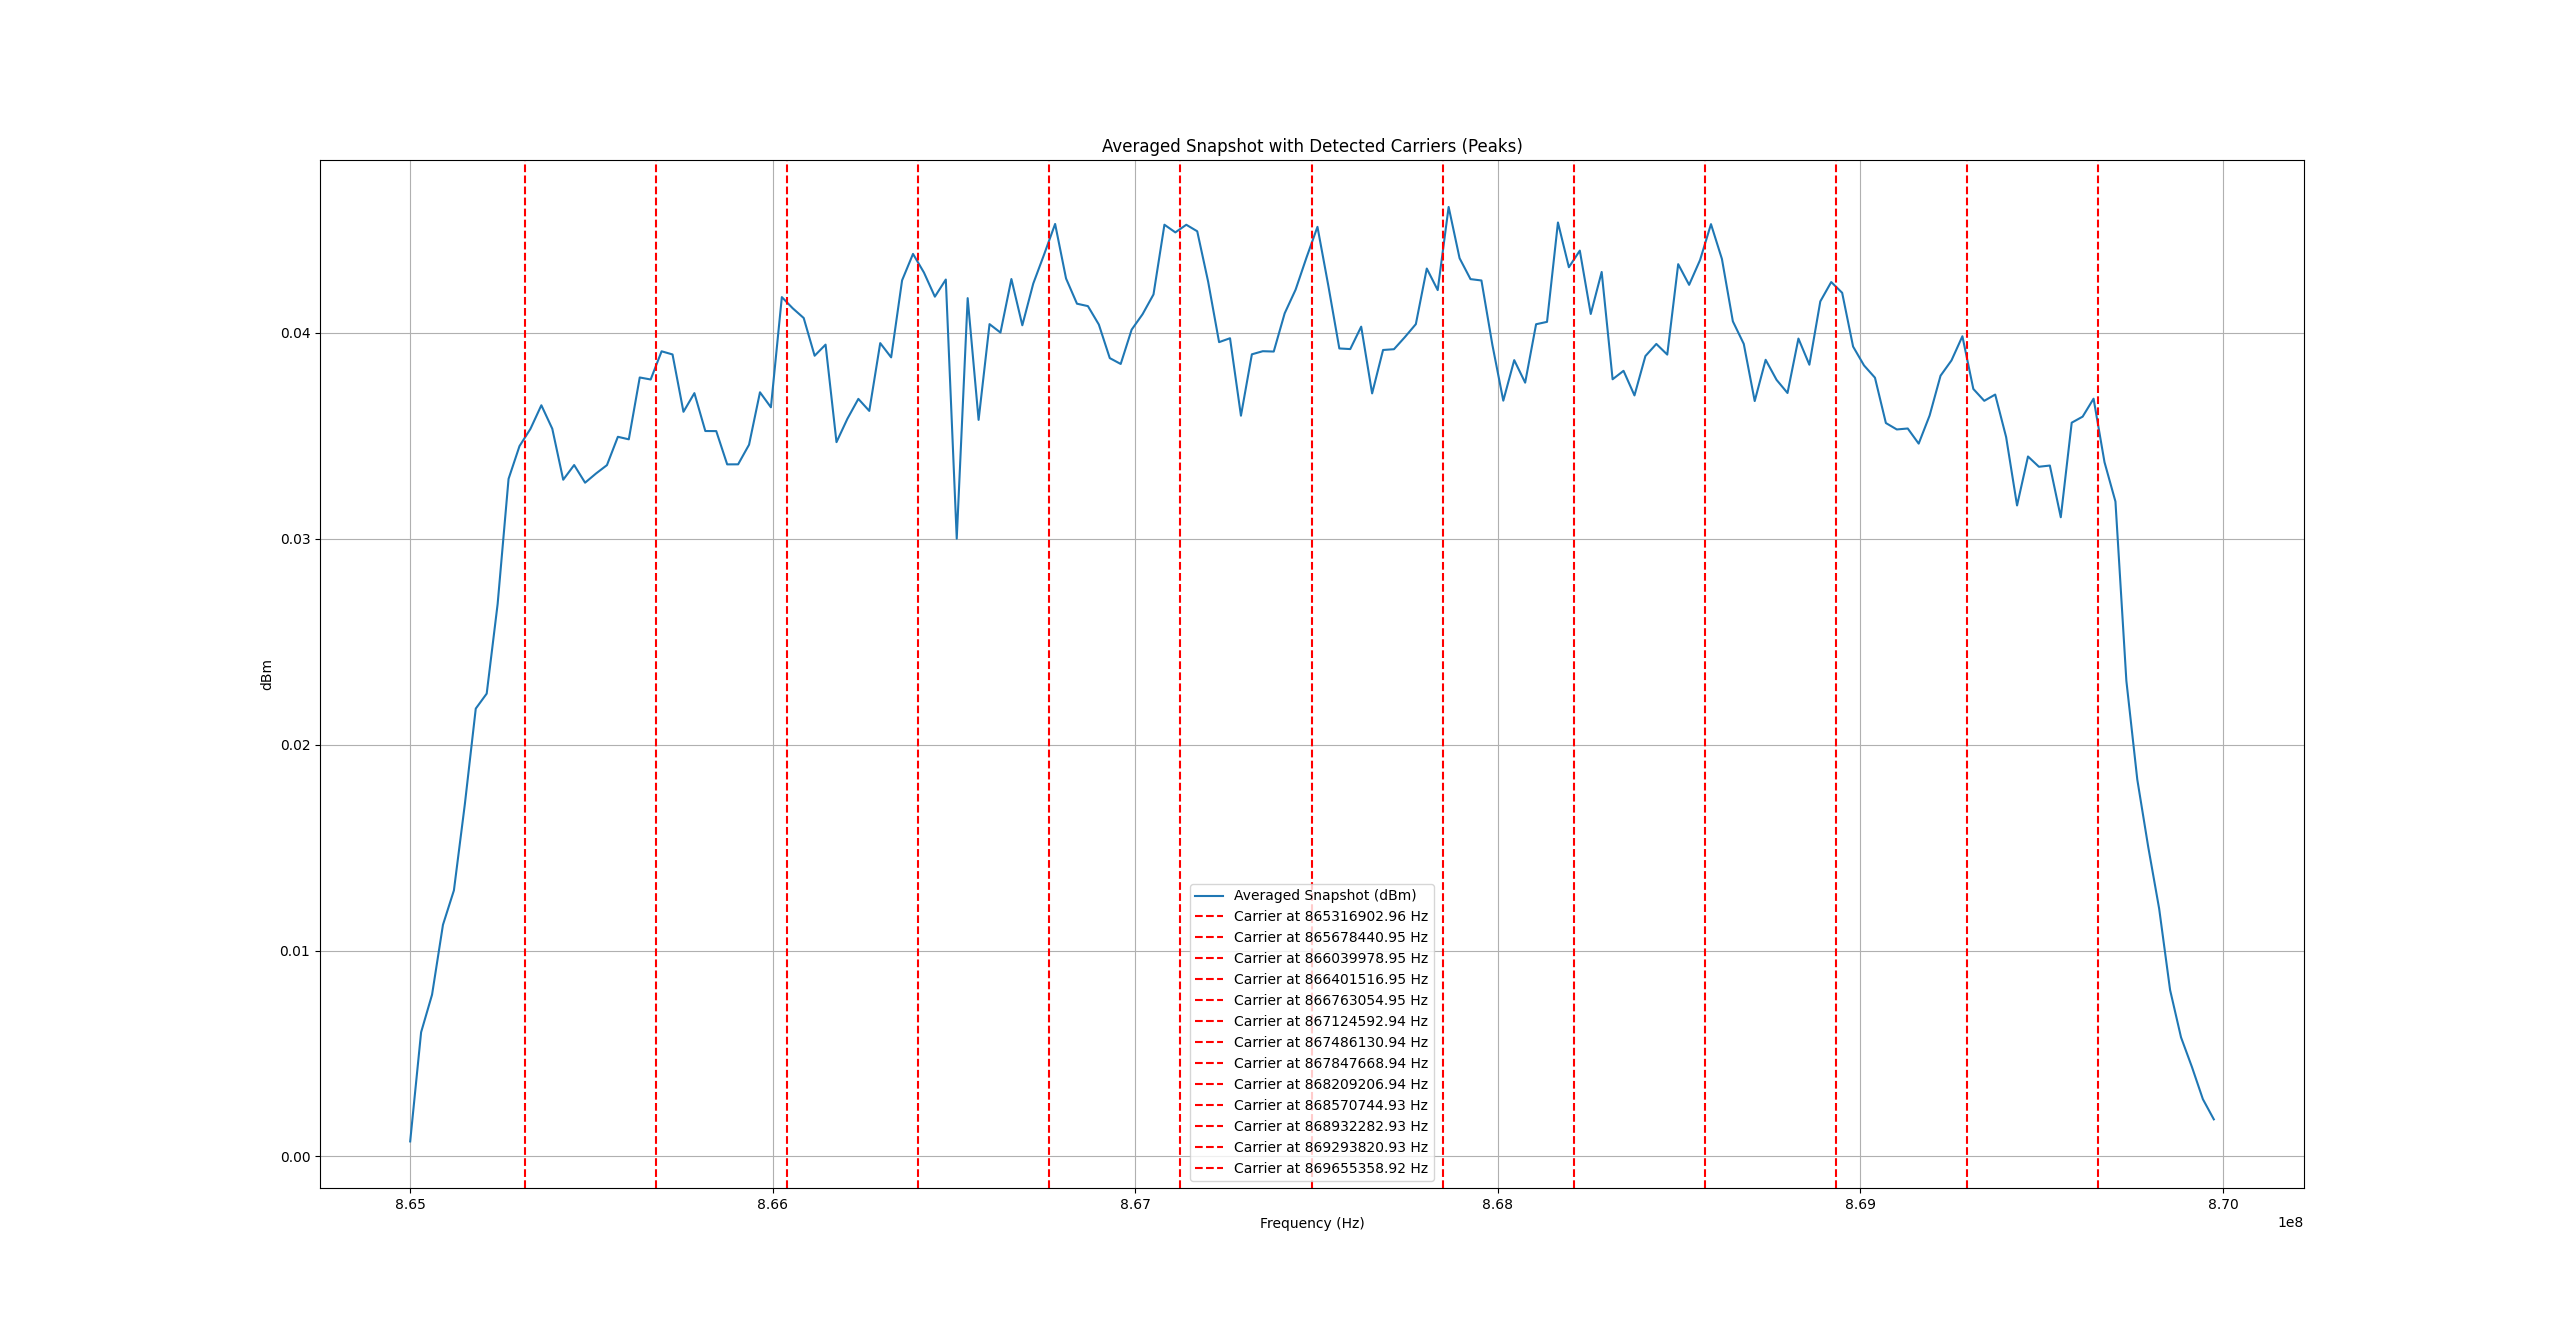 Averaged Snapshot with Detected Carriers (Peaks)
dBm
0.04
0.03
0.02
0.01
0.00
Averaged Snapshot (dBm)
Carrier at 865316902.96 Hz
Carrier at 865678440.95 Hz
Carrier at 866039978.95 Hz
Carrier at 866401516.95 Hz
Carrier at 866763054.95 Hz
Carrier at 867124592.94 Hz
Carrier at 867486130.94 Hz
Carrier at 867847668.94 Hz
Carrier at 868209206.94 Hz
Carrier at 868570744.93 Hz
Carrier at 868932282.93 Hz
Carrier at 869293820.93 Hz
Carrier at 869655358.92 Hz
8.65 8.66 8.67 8.68 8.69 8.70
Frequency (Hz)
1e8